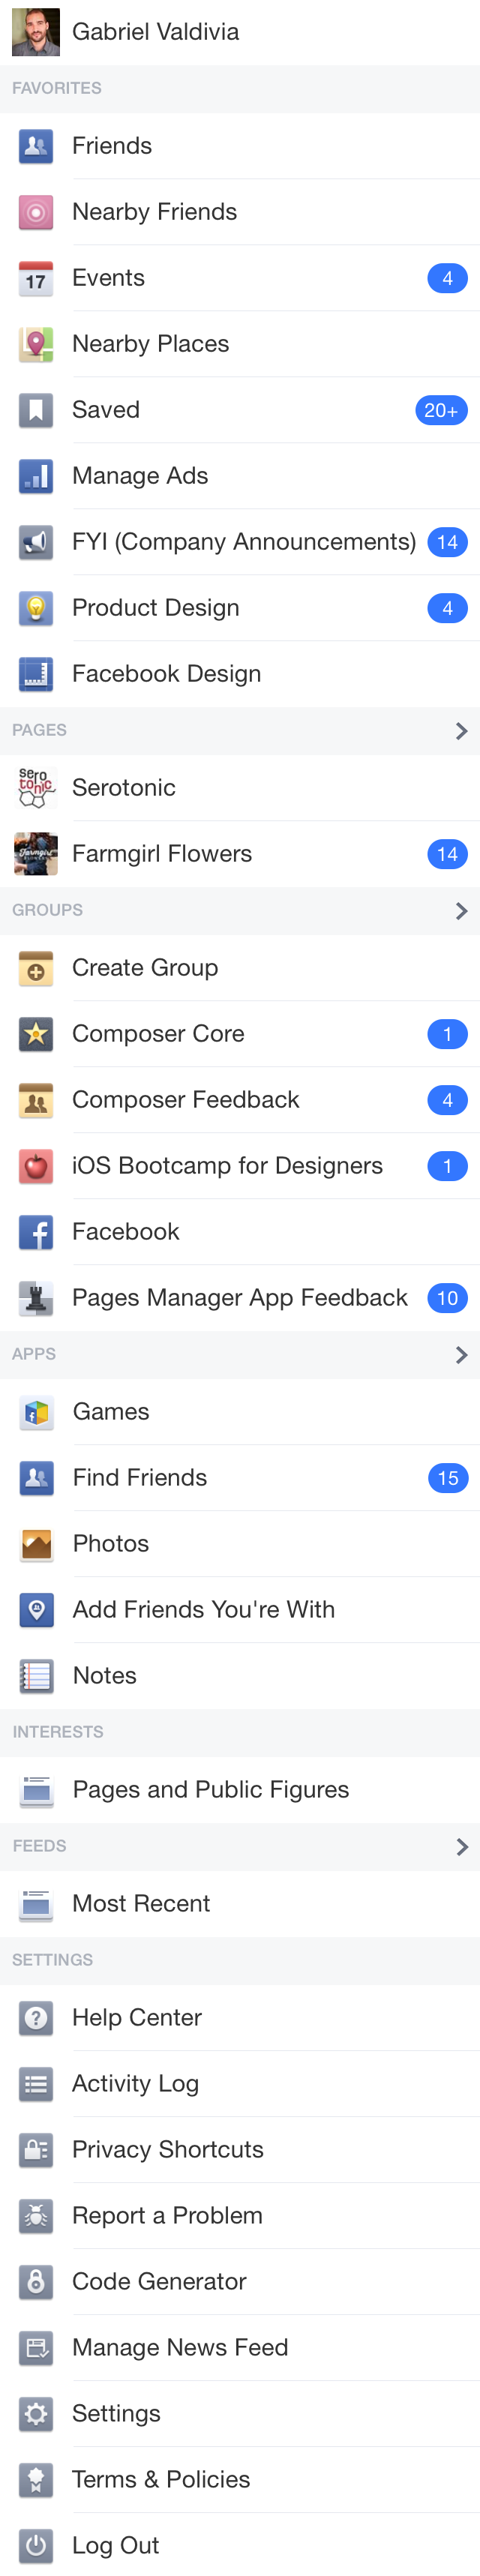 Gabriel Valdivia
FAVORITES
Friends
Nearby Friends
17 Events 4
Nearby Places
Saved 20+
Manage Ads
FYI (Company Announcements) 14
Product Design 4
Facebook Design
PAGES
Serotonic Serotonic
Farmgirl Farmgirl Flowers 14
GROUPS
Create Group
Composer Core 1
Composer Feedback 4
iOS Bootcamp for Designers 1
f Facebook
Pages Manager App Feedback 10
APPS
f Games
Find Friends 15
Photos
Add Friends You're With
Notes
INTERESTS
Pages and Public Figures
FEEDS
Most Recent
SETTINGS
? Help Center
Activity Log
Privacy Shortcuts
Report a Problem
Code Generator
Manage News Feed
Settings
Terms & Policies
Log Out